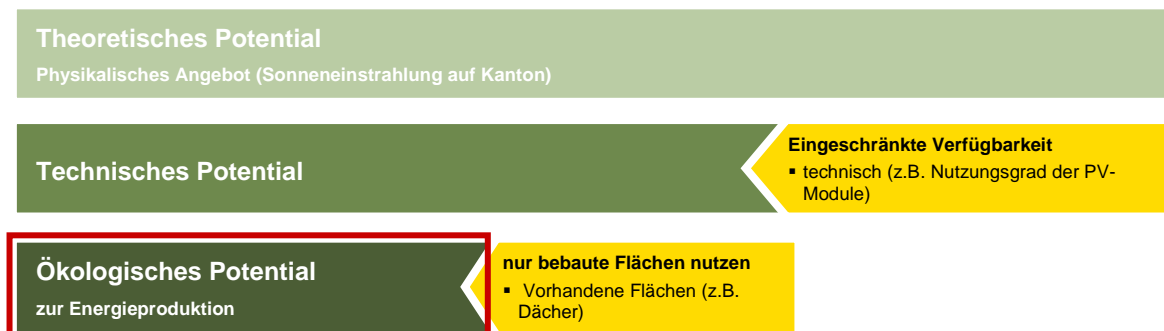 Theoretisches Potential
Physikalisches Angebot (Sonneneinstrahlung auf Kanton)
Technisches Potential
Eingeschränkte Verfügbarkeit
▪ technisch (z.B. Nutzungsgrad der PV-
Module)
Ökologisches Potential
zur Energieproduktion
nur bebaute Flächen nutzen
▪ Vorhandene Flächen (z.B.
Dächer)